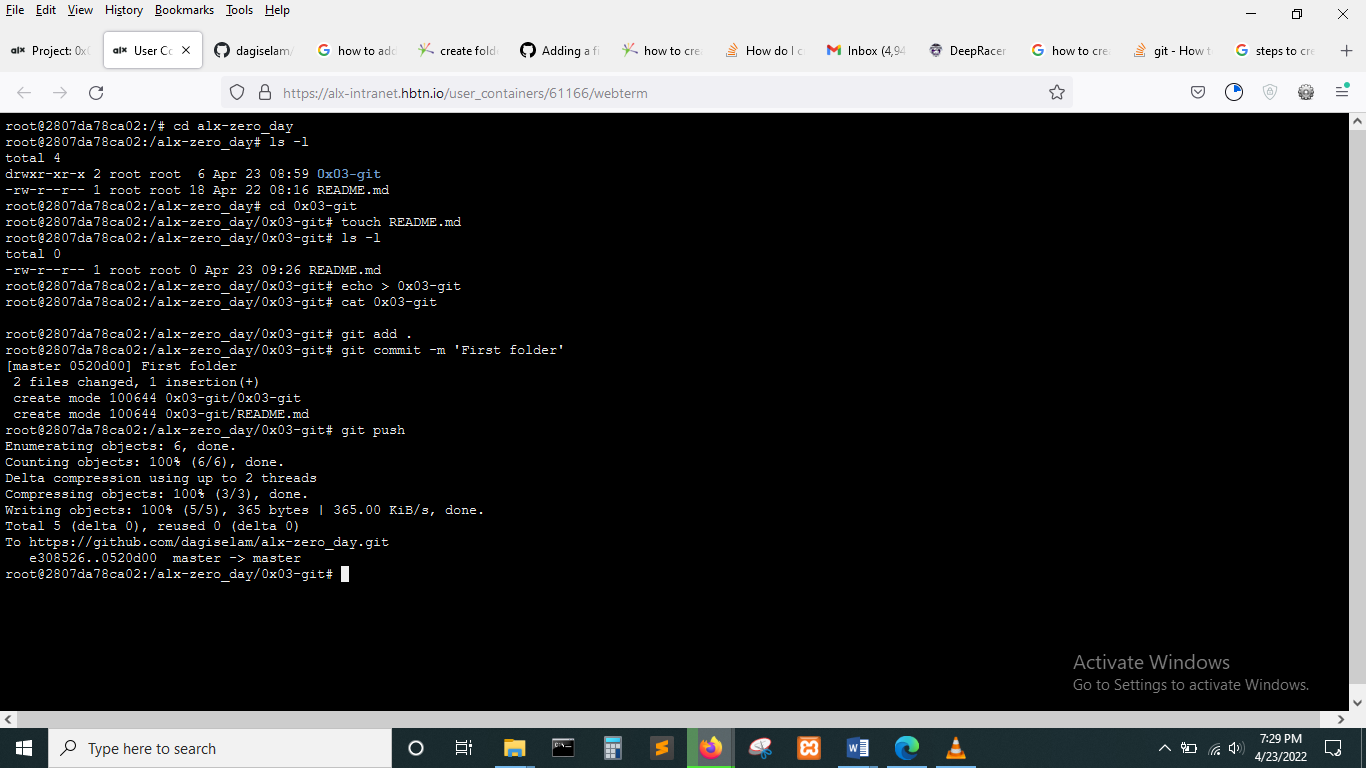 File Edit View History Bookmarks Tools Help
alx Project: 0x0
alx User Co
dagiselam/
how to add
create fold
Adding a fi
how to cre
How do I c
Inbox (4,94
DeepRacer
how to cre
git - How t
steps to cre
https://alx-intranet.hbtn.io/user_containers/61166/webterm
root@2807da78ca02:/# cd alx-zero_day
root@2807da78ca02:/alx-zero_day# ls -l
total 4
drwxr-xr-x 2 root root  6 Apr 23 08:59 0x03-git
-rw-r--r-- 1 root root 18 Apr 22 08:16 README.md
root@2807da78ca02:/alx-zero_day# cd 0x03-git
root@2807da78ca02:/alx-zero_day/0x03-git# touch README.md
root@2807da78ca02:/alx-zero_day/0x03-git# ls -l
total 0
-rw-r--r-- 1 root root 0 Apr 23 09:26 README.md
root@2807da78ca02:/alx-zero_day/0x03-git# echo > 0x03-git
root@2807da78ca02:/alx-zero_day/0x03-git# cat 0x03-git
root@2807da78ca02:/alx-zero_day/0x03-git# git add .
root@2807da78ca02:/alx-zero_day/0x03-git# git commit -m 'First folder'
[master 0520d00] First folder
 2 files changed, 1 insertion(+)
 create mode 100644 0x03-git/0x03-git
 create mode 100644 0x03-git/README.md
root@2807da78ca02:/alx-zero_day/0x03-git# git push
Enumerating objects: 6, done.
Counting objects: 100% (6/6), done.
Delta compression using up to 2 threads
Compressing objects: 100% (3/3), done.
Writing objects: 100% (5/5), 365 bytes | 365.00 KiB/s, done.
Total 5 (delta 0), reused 0 (delta 0)
To https://github.com/dagiselam/alx-zero_day.git
   e308526..0520d00  master -> master
root@2807da78ca02:/alx-zero_day/0x03-git#
Activate Windows
Go to Settings to activate Windows.
Type here to search
7:29 PM
4/23/2022